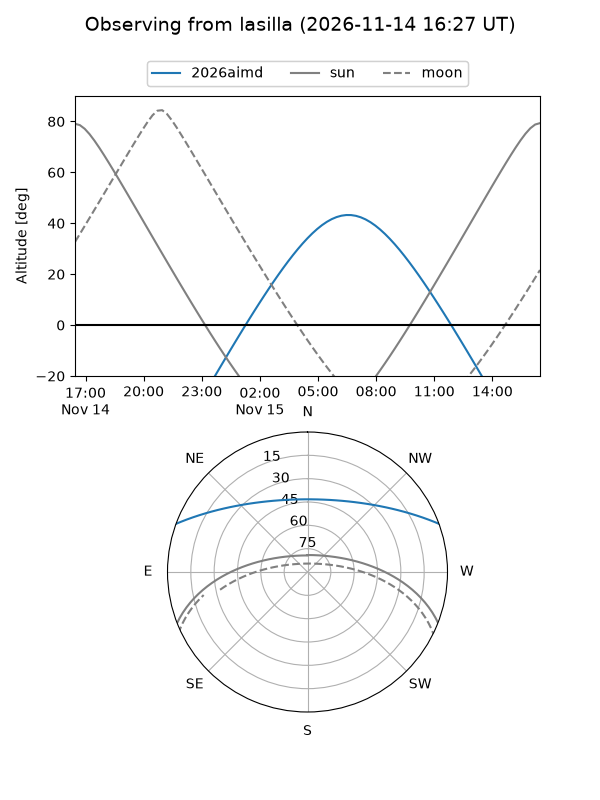 Observing from lasilla (2026-11-14 16:27 UT)
2026aimd sun moon
Altitude [deg]
80
60
40
20
0
−20
17:00 20:00 23:00 02:00 05:00 08:00 11:00 14:00
Nov 14 Nov 15
N
NE NW
15
30
45
60
75
E W
SE SW
S